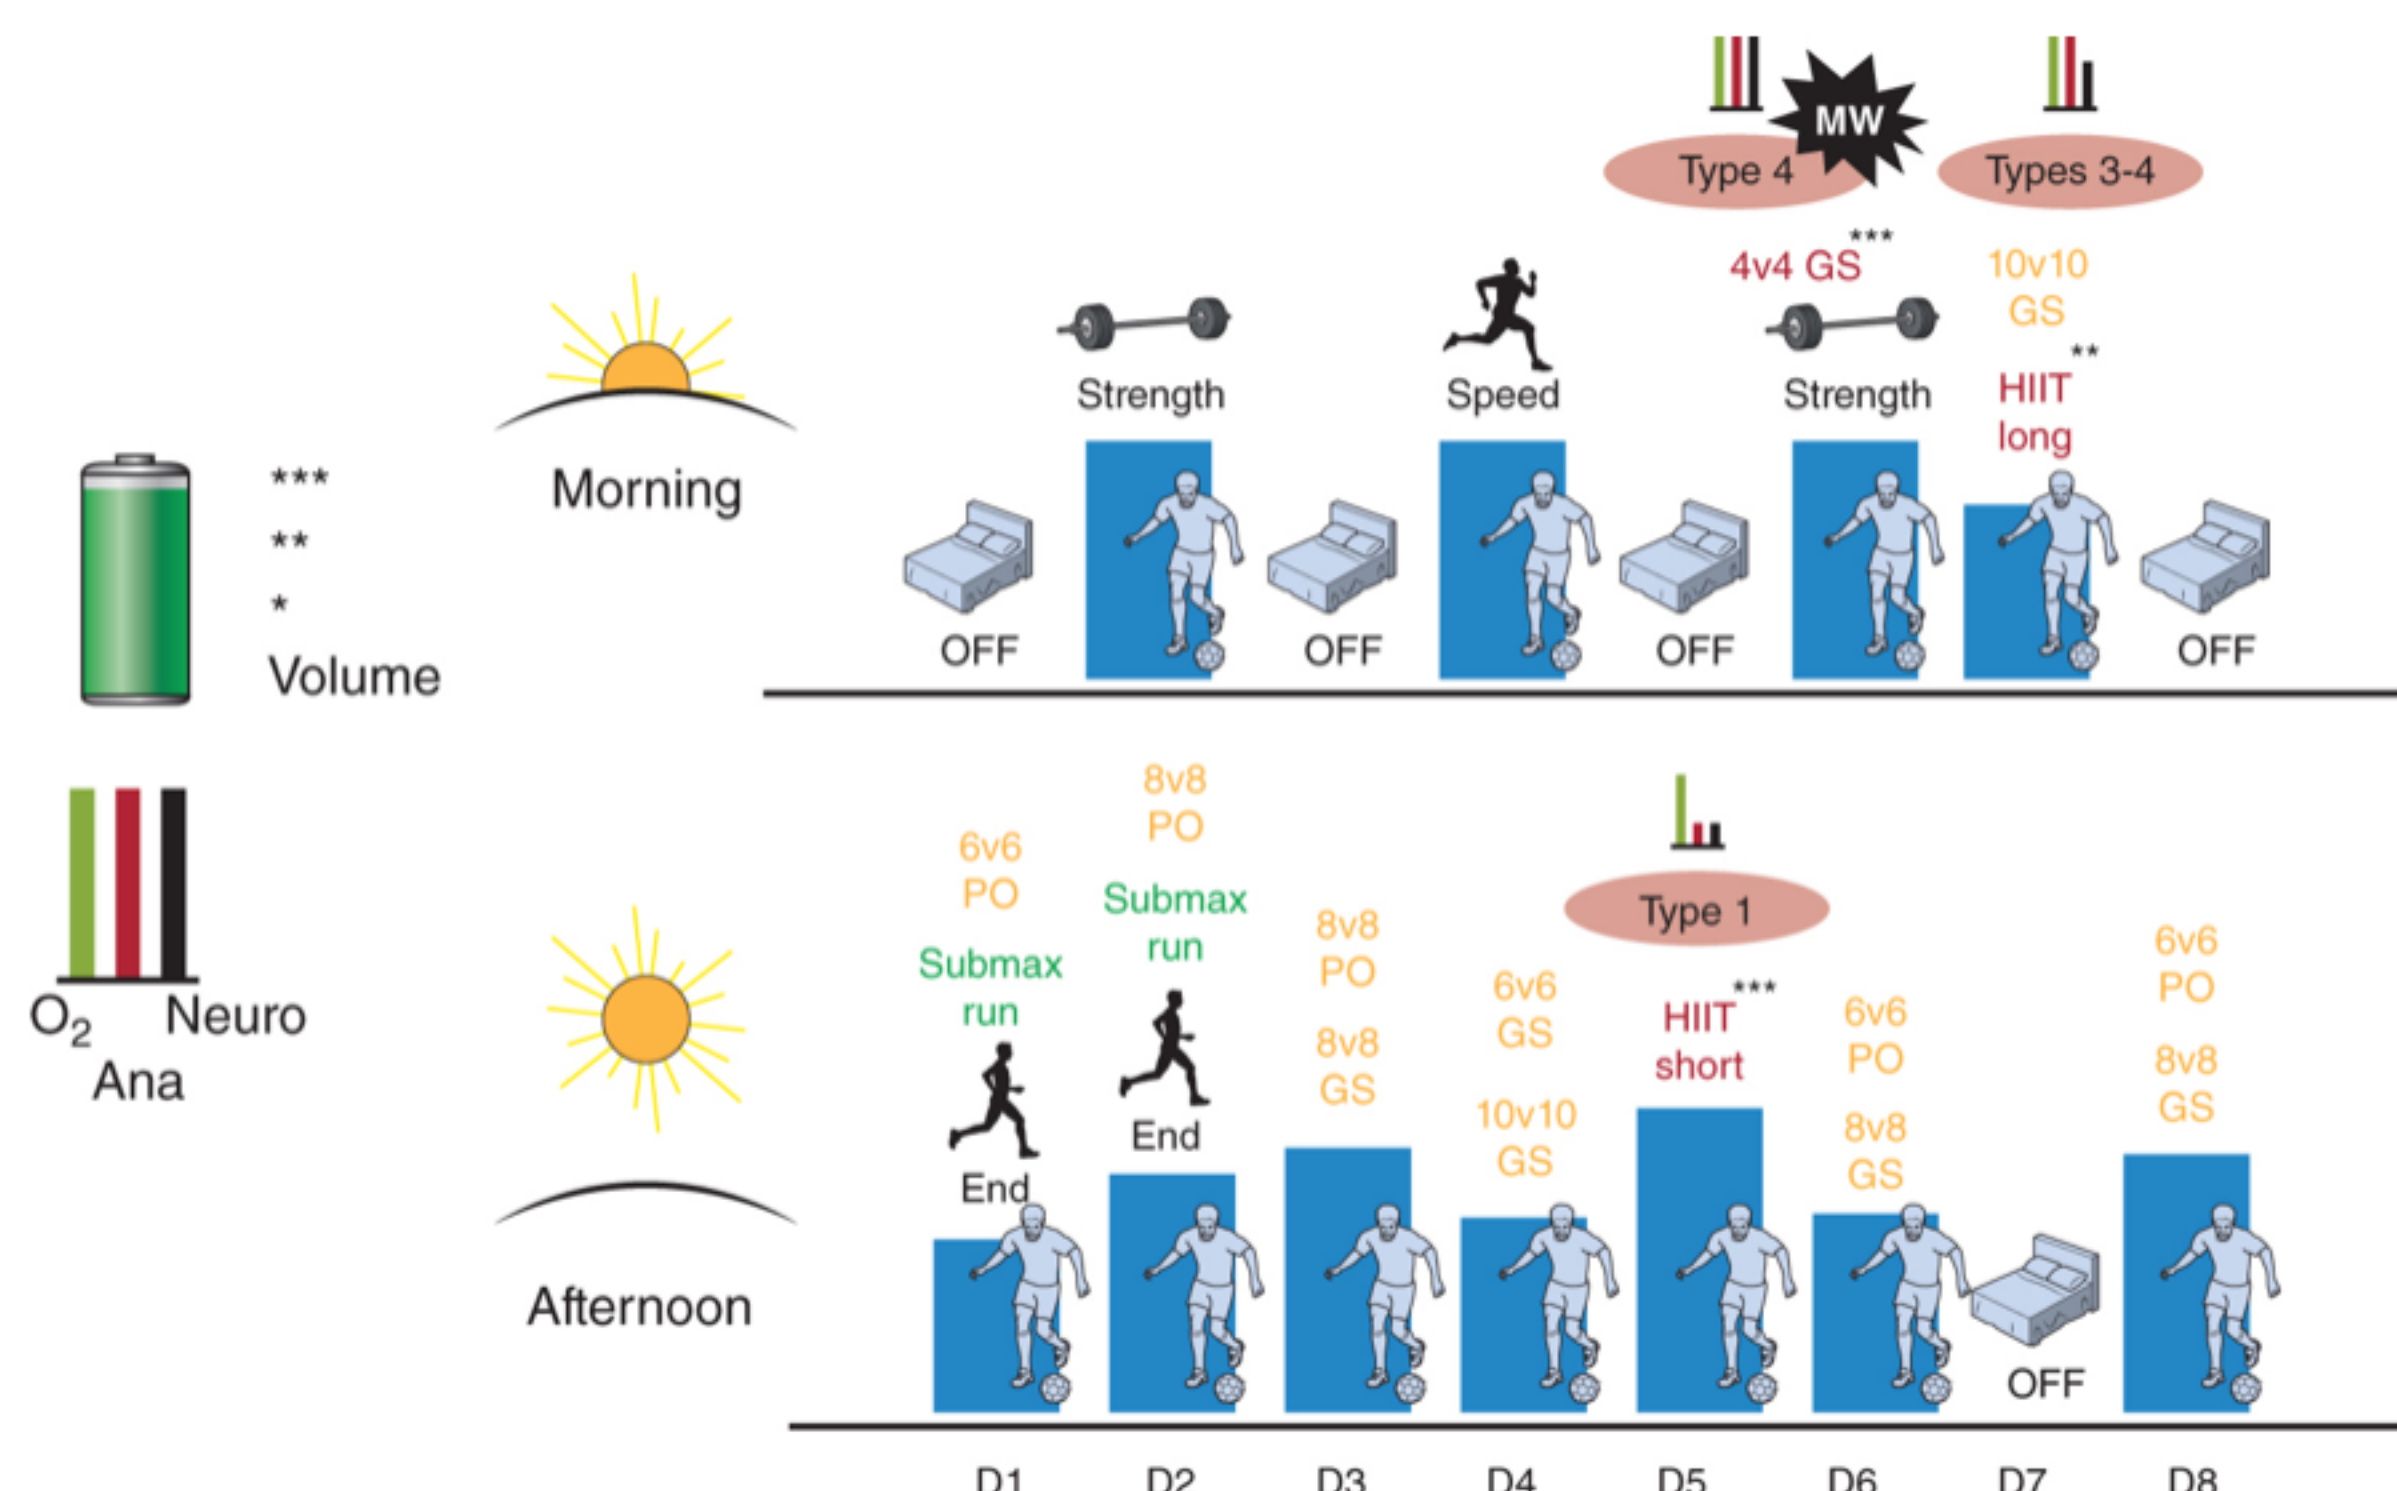 MW
Type 4
Types 3-4
4v4 GS***
10v10
GS
Strength
Speed
Strength
HIIT**
long
Morning
OFF
OFF
OFF
OFF
***
**
*
Volume
O2
Neuro
Ana
Afternoon
6v6
PO
Submax
run
End
8v8
PO
Submax
run
End
8v8
PO
8v8
GS
6v6
GS
10v10
GS
Type 1
HIIT***
short
6v6
PO
8v8
GS
OFF
6v6
PO
8v8
GS
D1 D2 D3 D4 D5 D6 D7 D8